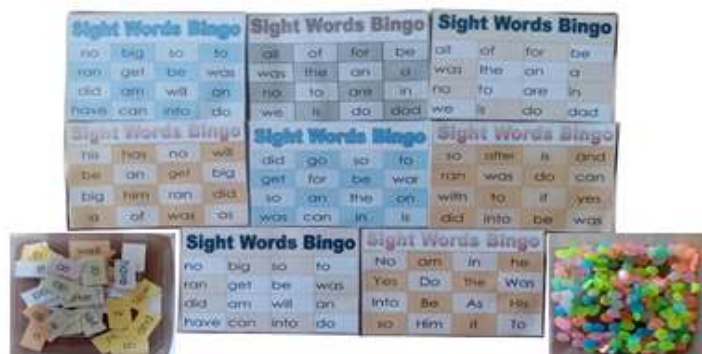 Sight Words Bingo
no big so to
ran get be was
did am will an
have can into do
Sight Words Bingo
all of for be
was the an a
no to are in
we is do dad
Sight Words Bingo
all of for be
was the an a
no to are in
we is do dad
Sight Words Bingo
his has no will
be an get big
big him ran did
a of was as
Sight Words Bingo
did go so to
get for be war
so an the on
was can in is
Sight Words Bingo
so after is and
ran was do can
with to it yes
did into be was
Sight Words Bingo
no big so to
ran get be was
did am will an
have can into do
Sight Words Bingo
No am In he
Yes Do the Was
Into Be As His
so Him it To